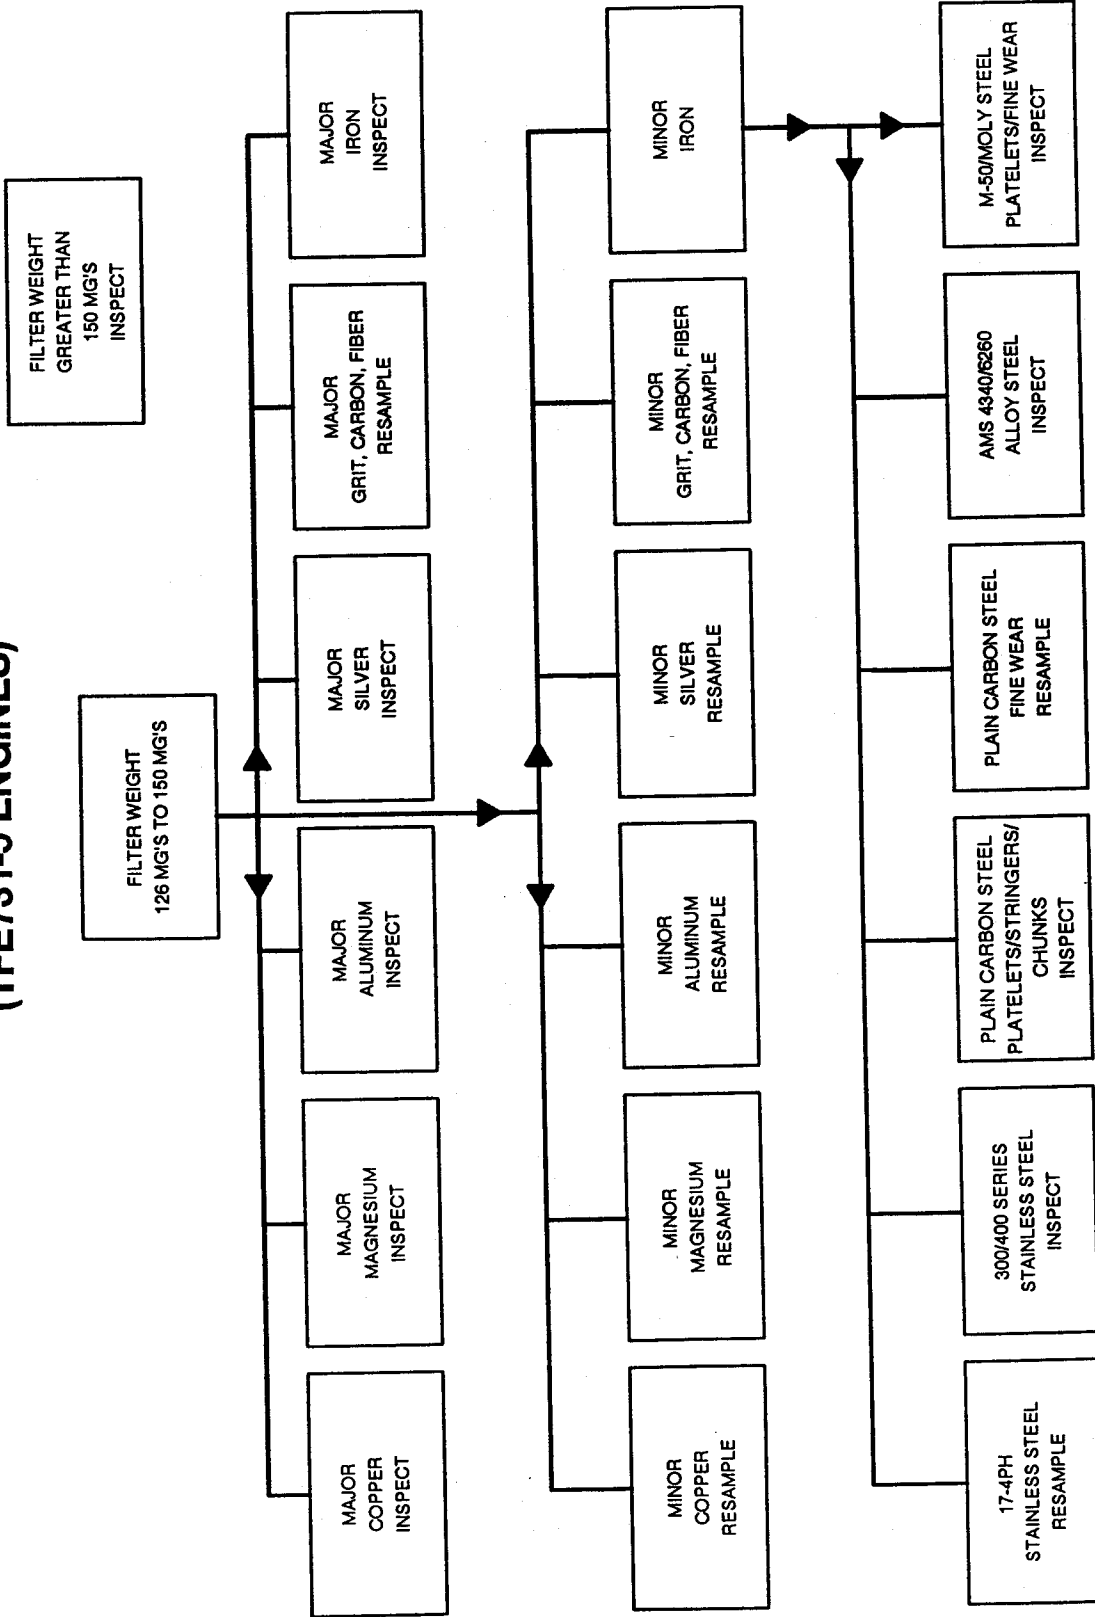 ENGINES)
FILTER WEIGHT
GREATER THAN
150 MG'S
INSPECT
FILTER WEIGHT
126 MG'S TO 150 MG'S
MAJOR
COPPER
INSPECT
MAJOR
MAGNESIUM
INSPECT
MAJOR
ALUMINUM
INSPECT
MAJOR
SILVER
INSPECT
MAJOR
GRIT, CARBON, FIBER
RESAMPLE
MAJOR
IRON
INSPECT
MINOR
COPPER
RESAMPLE
MINOR
MAGNESIUM
RESAMPLE
MINOR
ALUMINUM
RESAMPLE
MINOR
SILVER
RESAMPLE
MINOR
GRIT, CARBON, FIBER
RESAMPLE
MINOR
IRON
17-4PH
STAINLESS STEEL
RESAMPLE
300/400 SERIES
STAINLESS STEEL
INSPECT
PLAIN CARBON STEEL
PLATELETS/STRINGERS/
CHUNKS
INSPECT
PLAIN CARBON STEEL
FINE WEAR
RESAMPLE
AMS 4340/6260
ALLOY STEEL
INSPECT
M-50/MOLY STEEL
PLATELETS/FINE WEAR
INSPECT